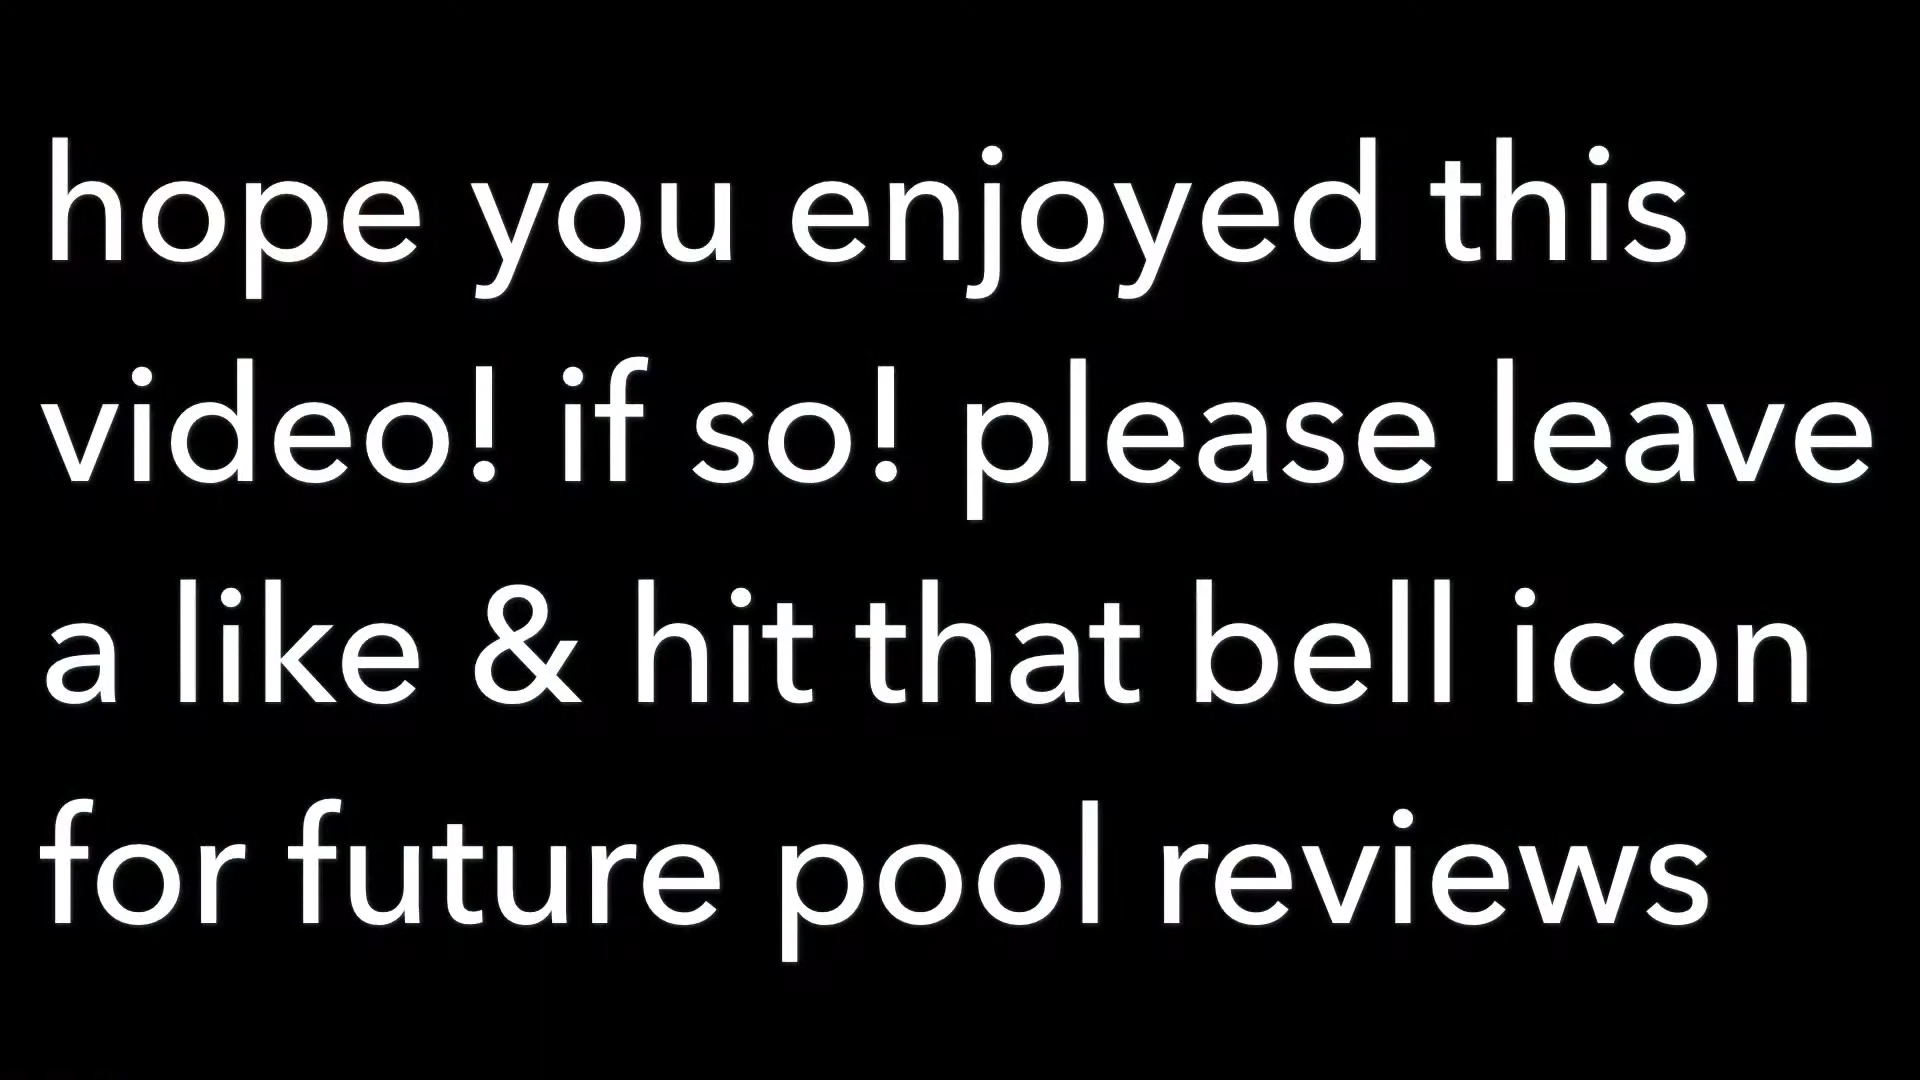 hope you enjoyed this
video! if so! please leave
a like & hit that bell icon
for future pool reviews